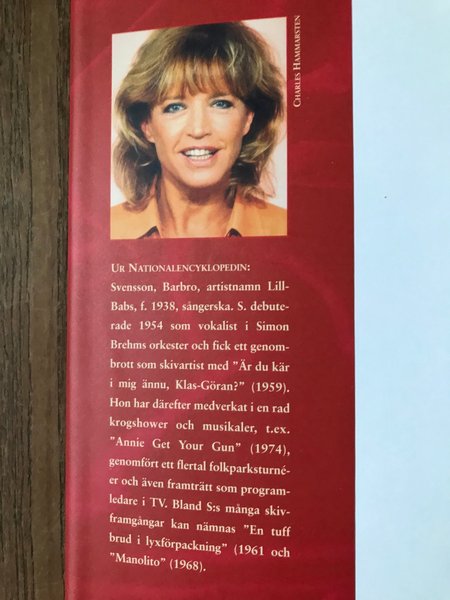 CHARLES HAMMARSTEN
UR NATIONALENCYKLOPEDIN:
Svensson, Barbro, artistnamn Lill-
Babs, f. 1938, sångerska. S. debute-
rade 1954 som vokalist i Simon
Brehms orkester och fick ett genom-
brott som skivartist med ”Är du kär
i mig ännu, Klas-Göran?” (1959).
Hon har därefter medverkat i en rad
krogshower och musikaler, t.ex.
”Annie Get Your Gun” (1974),
genomfört ett flertal folkparksturné-
er och även framträtt som program-
ledare i TV. Bland S:s många skiv-
framgångar kan nämnas ”En tuff
brud i lyxförpackning” (1961 och
”Manolito” (1968).